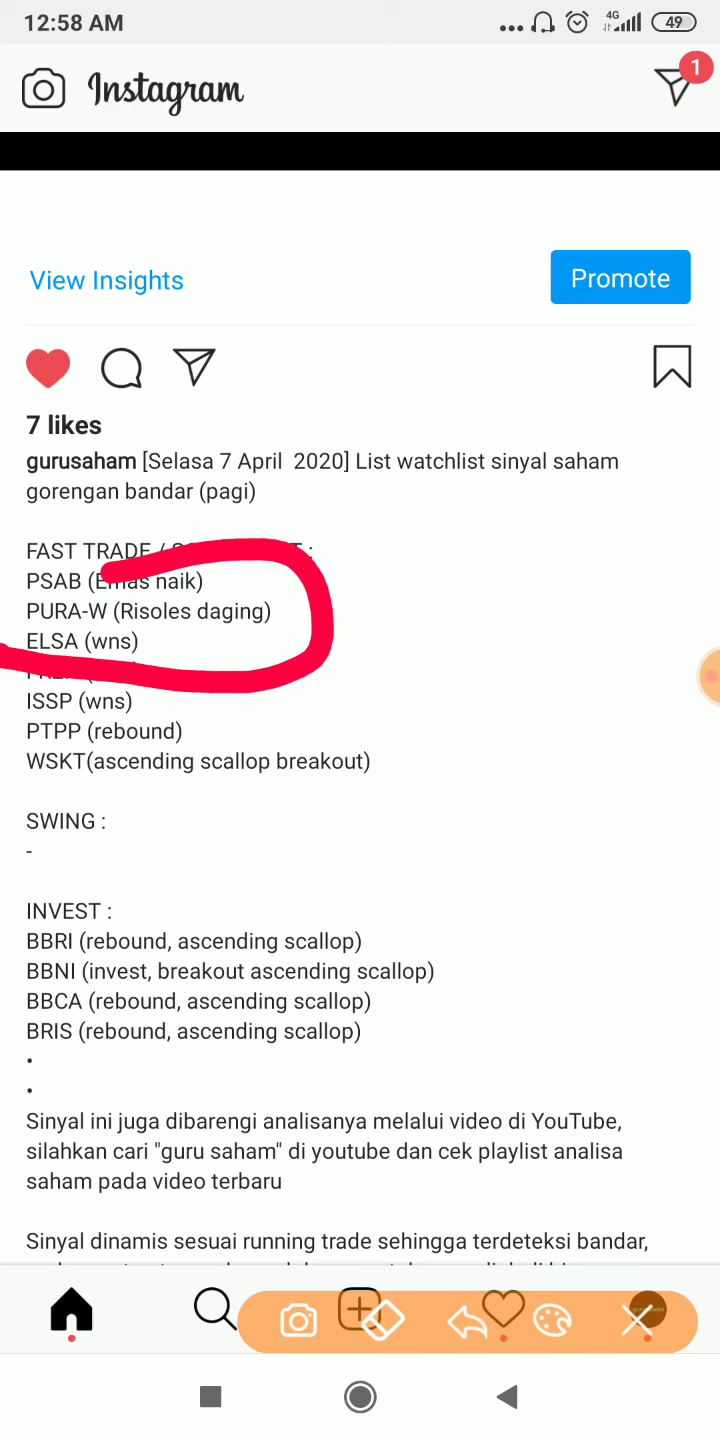 12:58 AM
4G
49
Instagram
1
View Insights
Promote
7 likes
gurusaham [Selasa 7 April 2020] List watchlist sinyal saham
gorengan bandar (pagi)
FAST TRADE / :
PSAB (Emas naik)
PURA-W (Risoles daging)
ELSA (wns)
ISSP (wns)
PTPP (rebound)
WSKT(ascending scallop breakout)
SWING :
-
INVEST :
BBRI (rebound, ascending scallop)
BBNI (invest, breakout ascending scallop)
BBCA (rebound, ascending scallop)
BRIS (rebound, ascending scallop)
•
•
Sinyal ini juga dibarengi analisanya melalui video di YouTube,
silahkan cari "guru saham" di youtube dan cek playlist analisa
saham pada video terbaru
Sinyal dinamis sesuai running trade sehingga terdeteksi bandar,